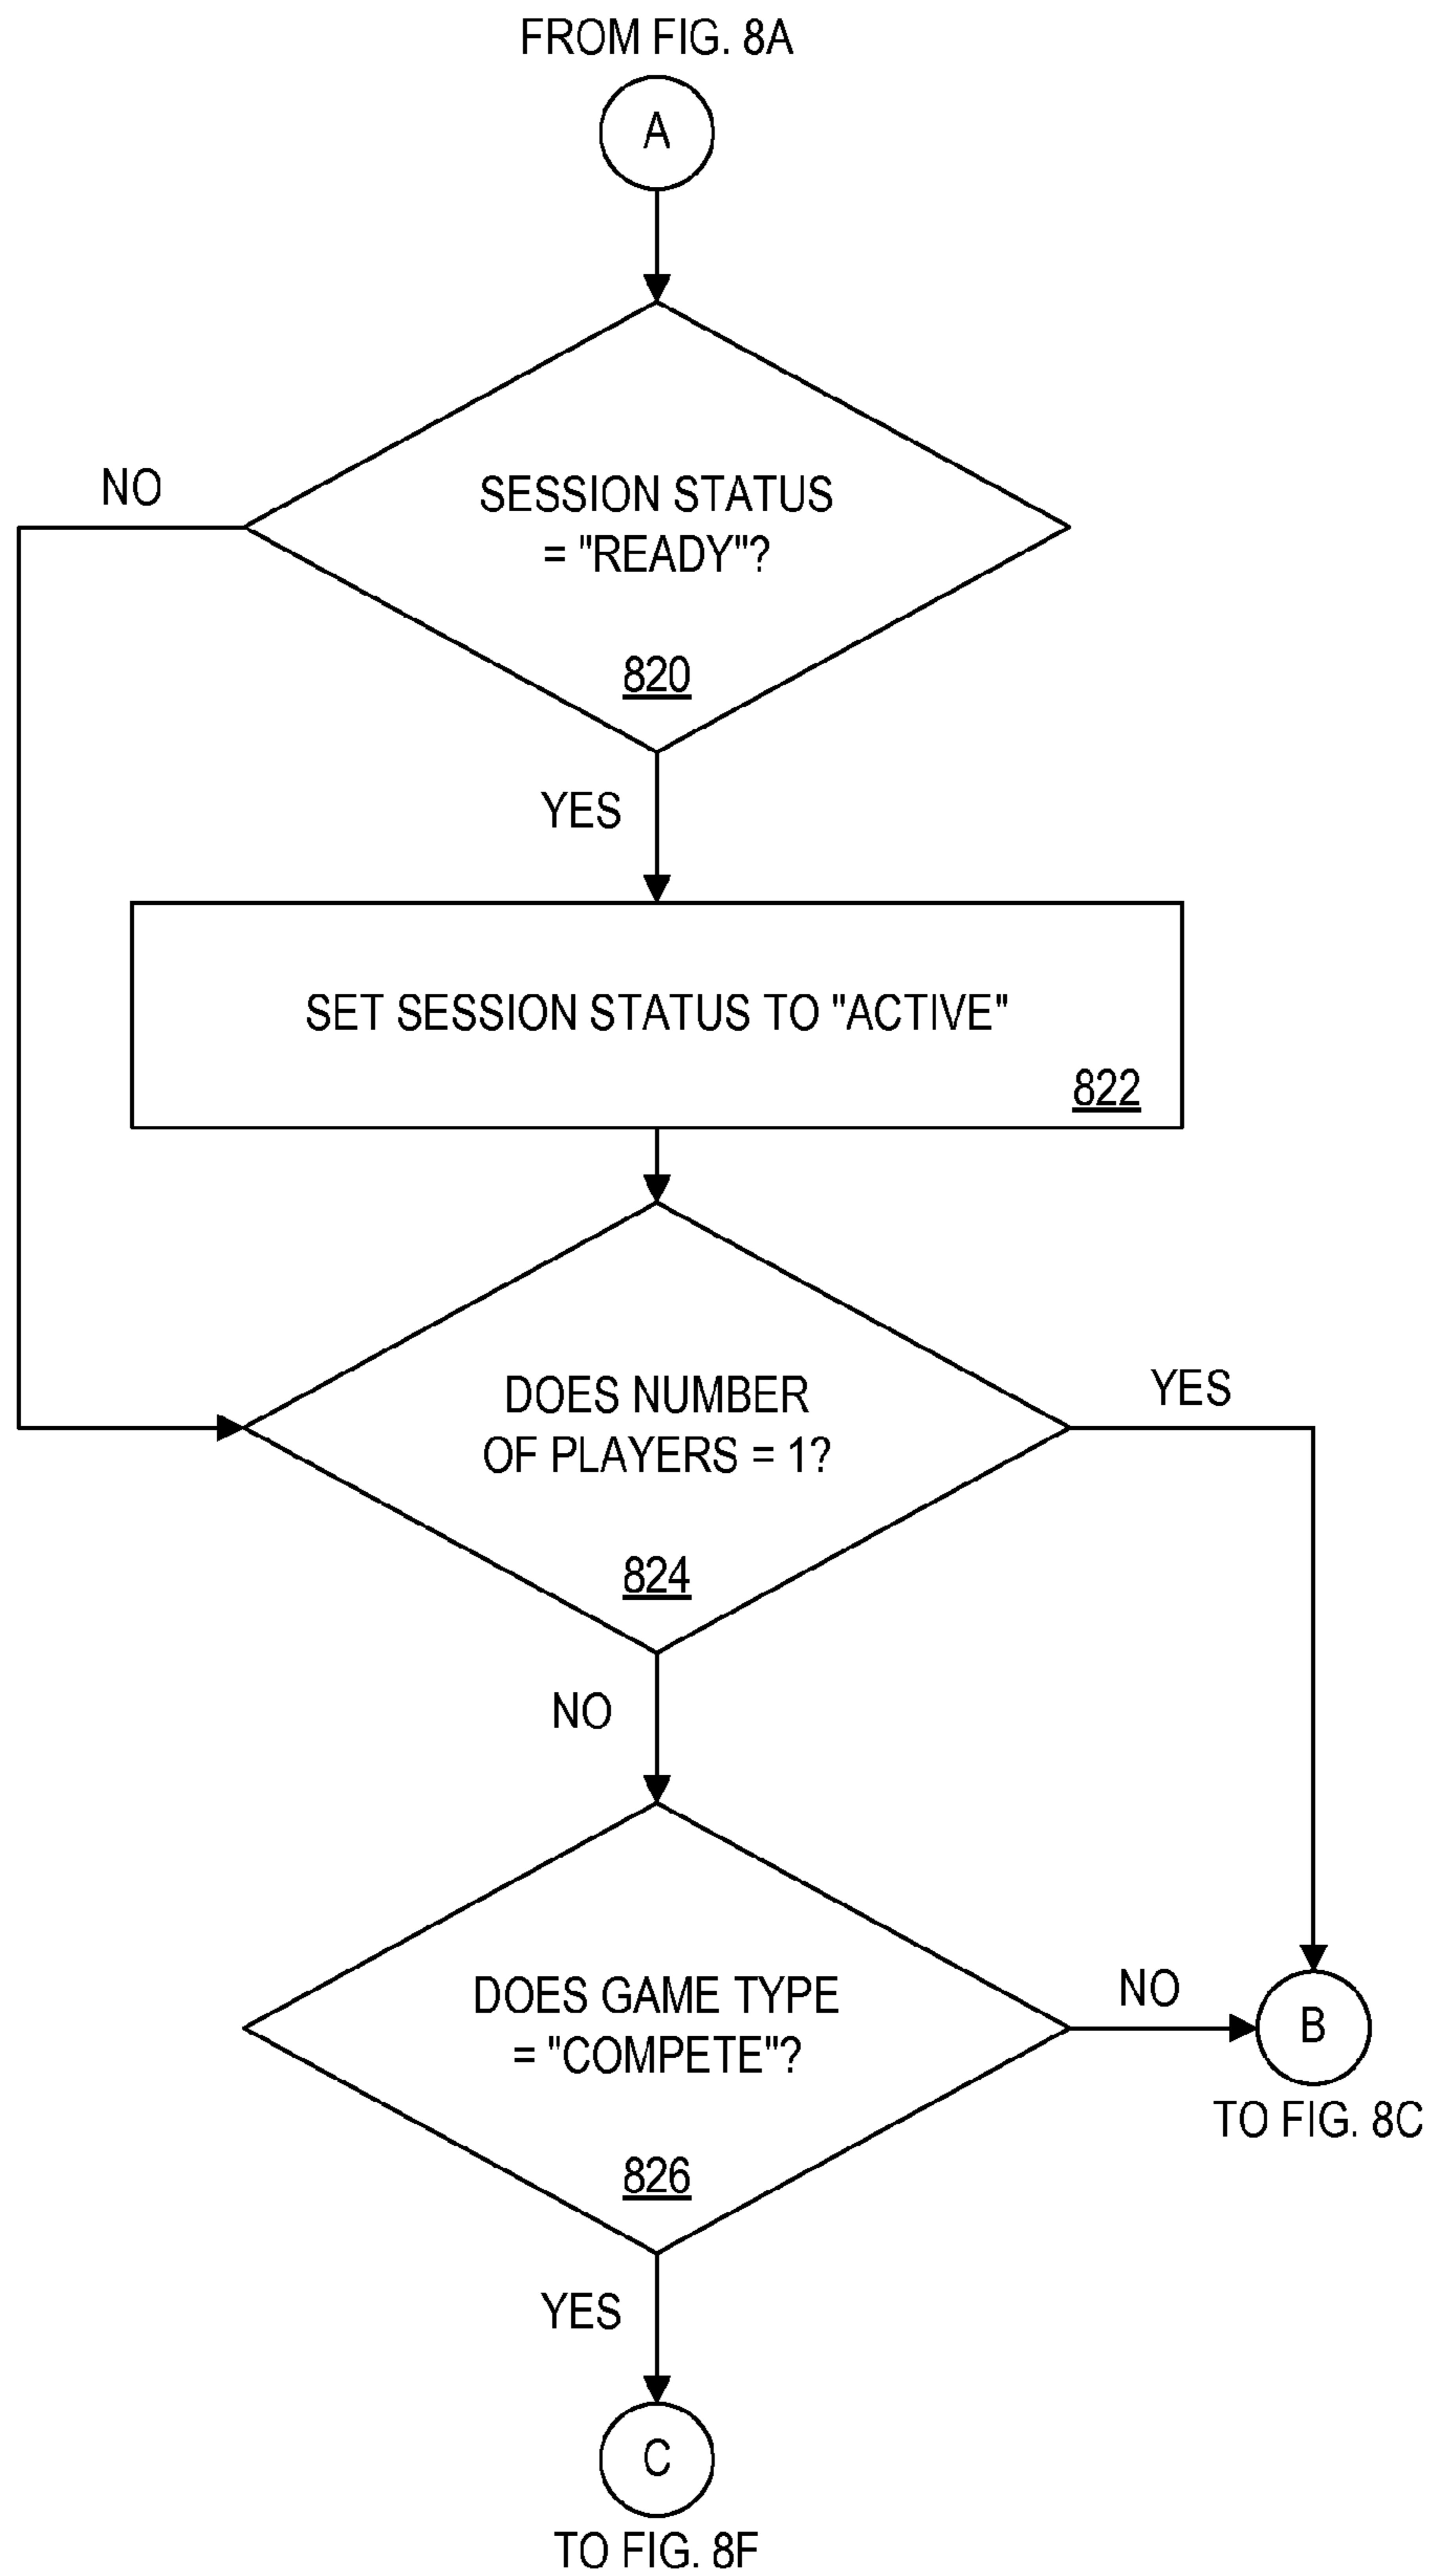 FROM FIG. 8A
A
NO
SESSION STATUS
= "READY"?
820
YES
SET SESSION STATUS TO "ACTIVE"
822
DOES NUMBER
OF PLAYERS = 1?
YES
824
NO
DOES GAME TYPE
= "COMPETE"?
NO
B
TO FIG. 8C
826
YES
C
TO FIG. 8F